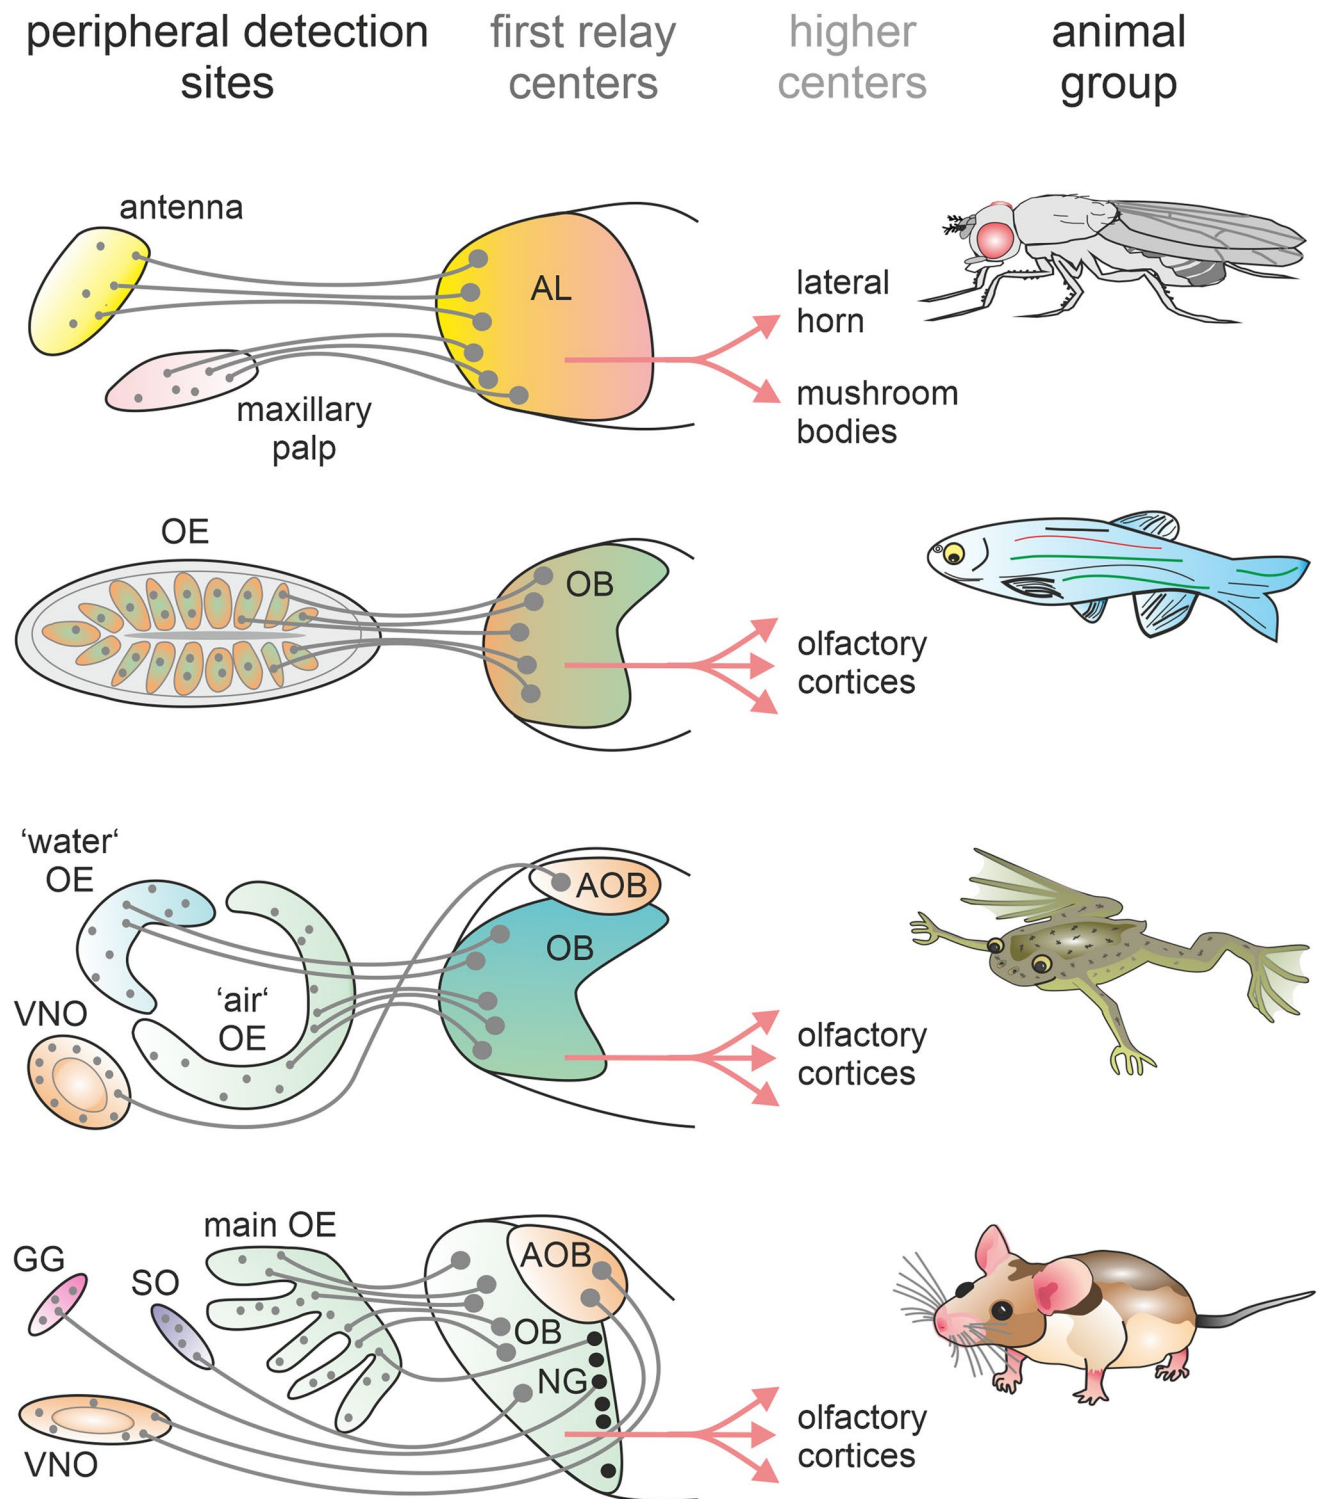 peripheral detection
sites
first relay
centers
higher
centers
animal
group
antenna
AL
lateral
horn
mushroom
bodies
maxillary
palp
OE
OB
olfactory
cortices
‘water‘
OE
AOB
OB
VNO
‘air‘
OE
olfactory
cortices
main OE
GG
SO
AOB
OB
NG
VNO
olfactory
cortices